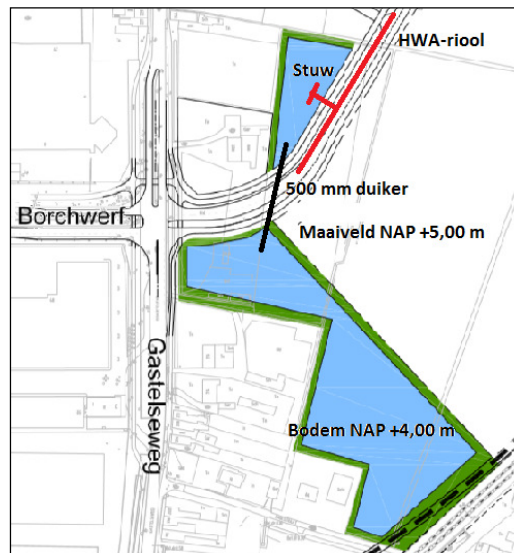 HWA-riool
Stuw
500 mm duiker
Borchwerf
Maaiveld NAP +5,00 m
Gastelseweg
Bodem NAP +4,00 m